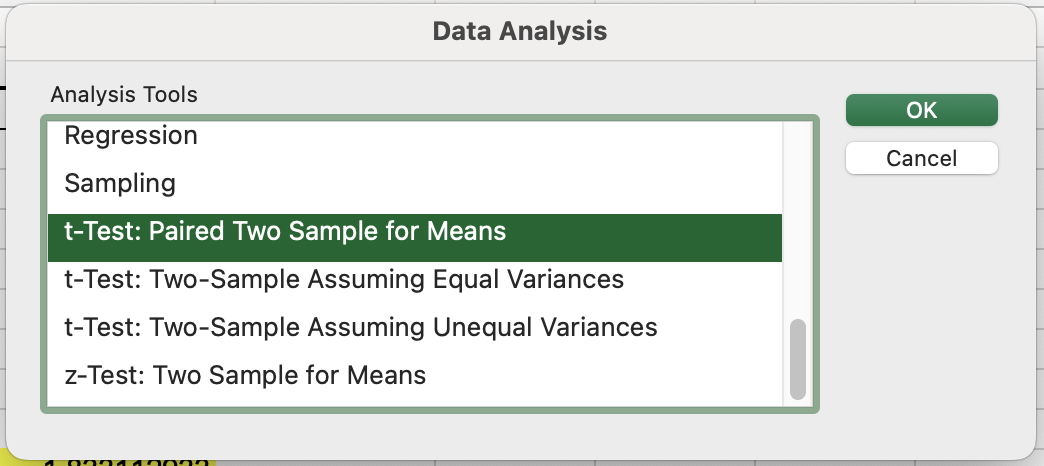 Data Analysis
Analysis Tools
OK
Regression
Cancel
Sampling
t-Test: Paired Two Sample for Means
t-Test: Two-Sample Assuming Equal Variances
t-Test: Two-Sample Assuming Unequal Variances
z-Test: Two Sample for Means